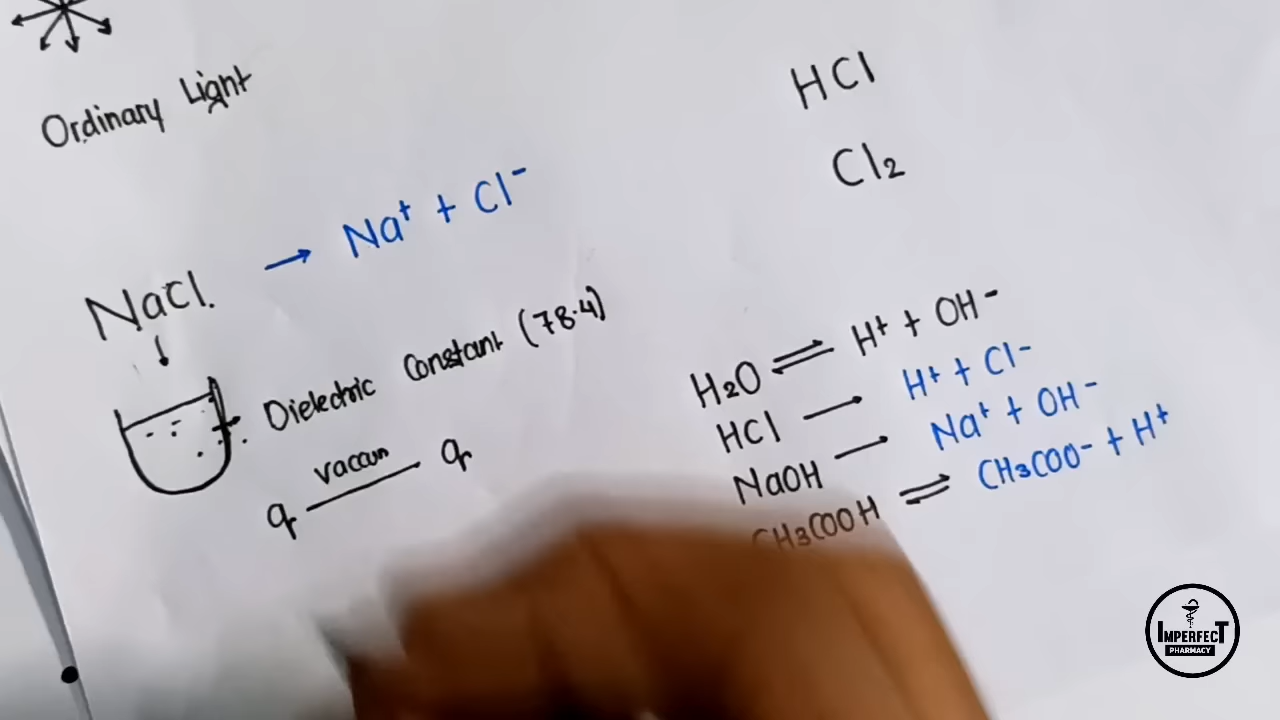 Ordinary Light
NaCl. → Na⁺ + Cl⁻
Dielectric Constant (78.4)
q vaccum q
HCl
Cl₂
H₂O ⇌ H⁺ + OH⁻
HCl → H⁺ + Cl⁻
NaOH → Na⁺ + OH⁻
CH₃COOH ⇌ CH₃COO⁻ + H⁺
IMPERFECT
PHARMACY